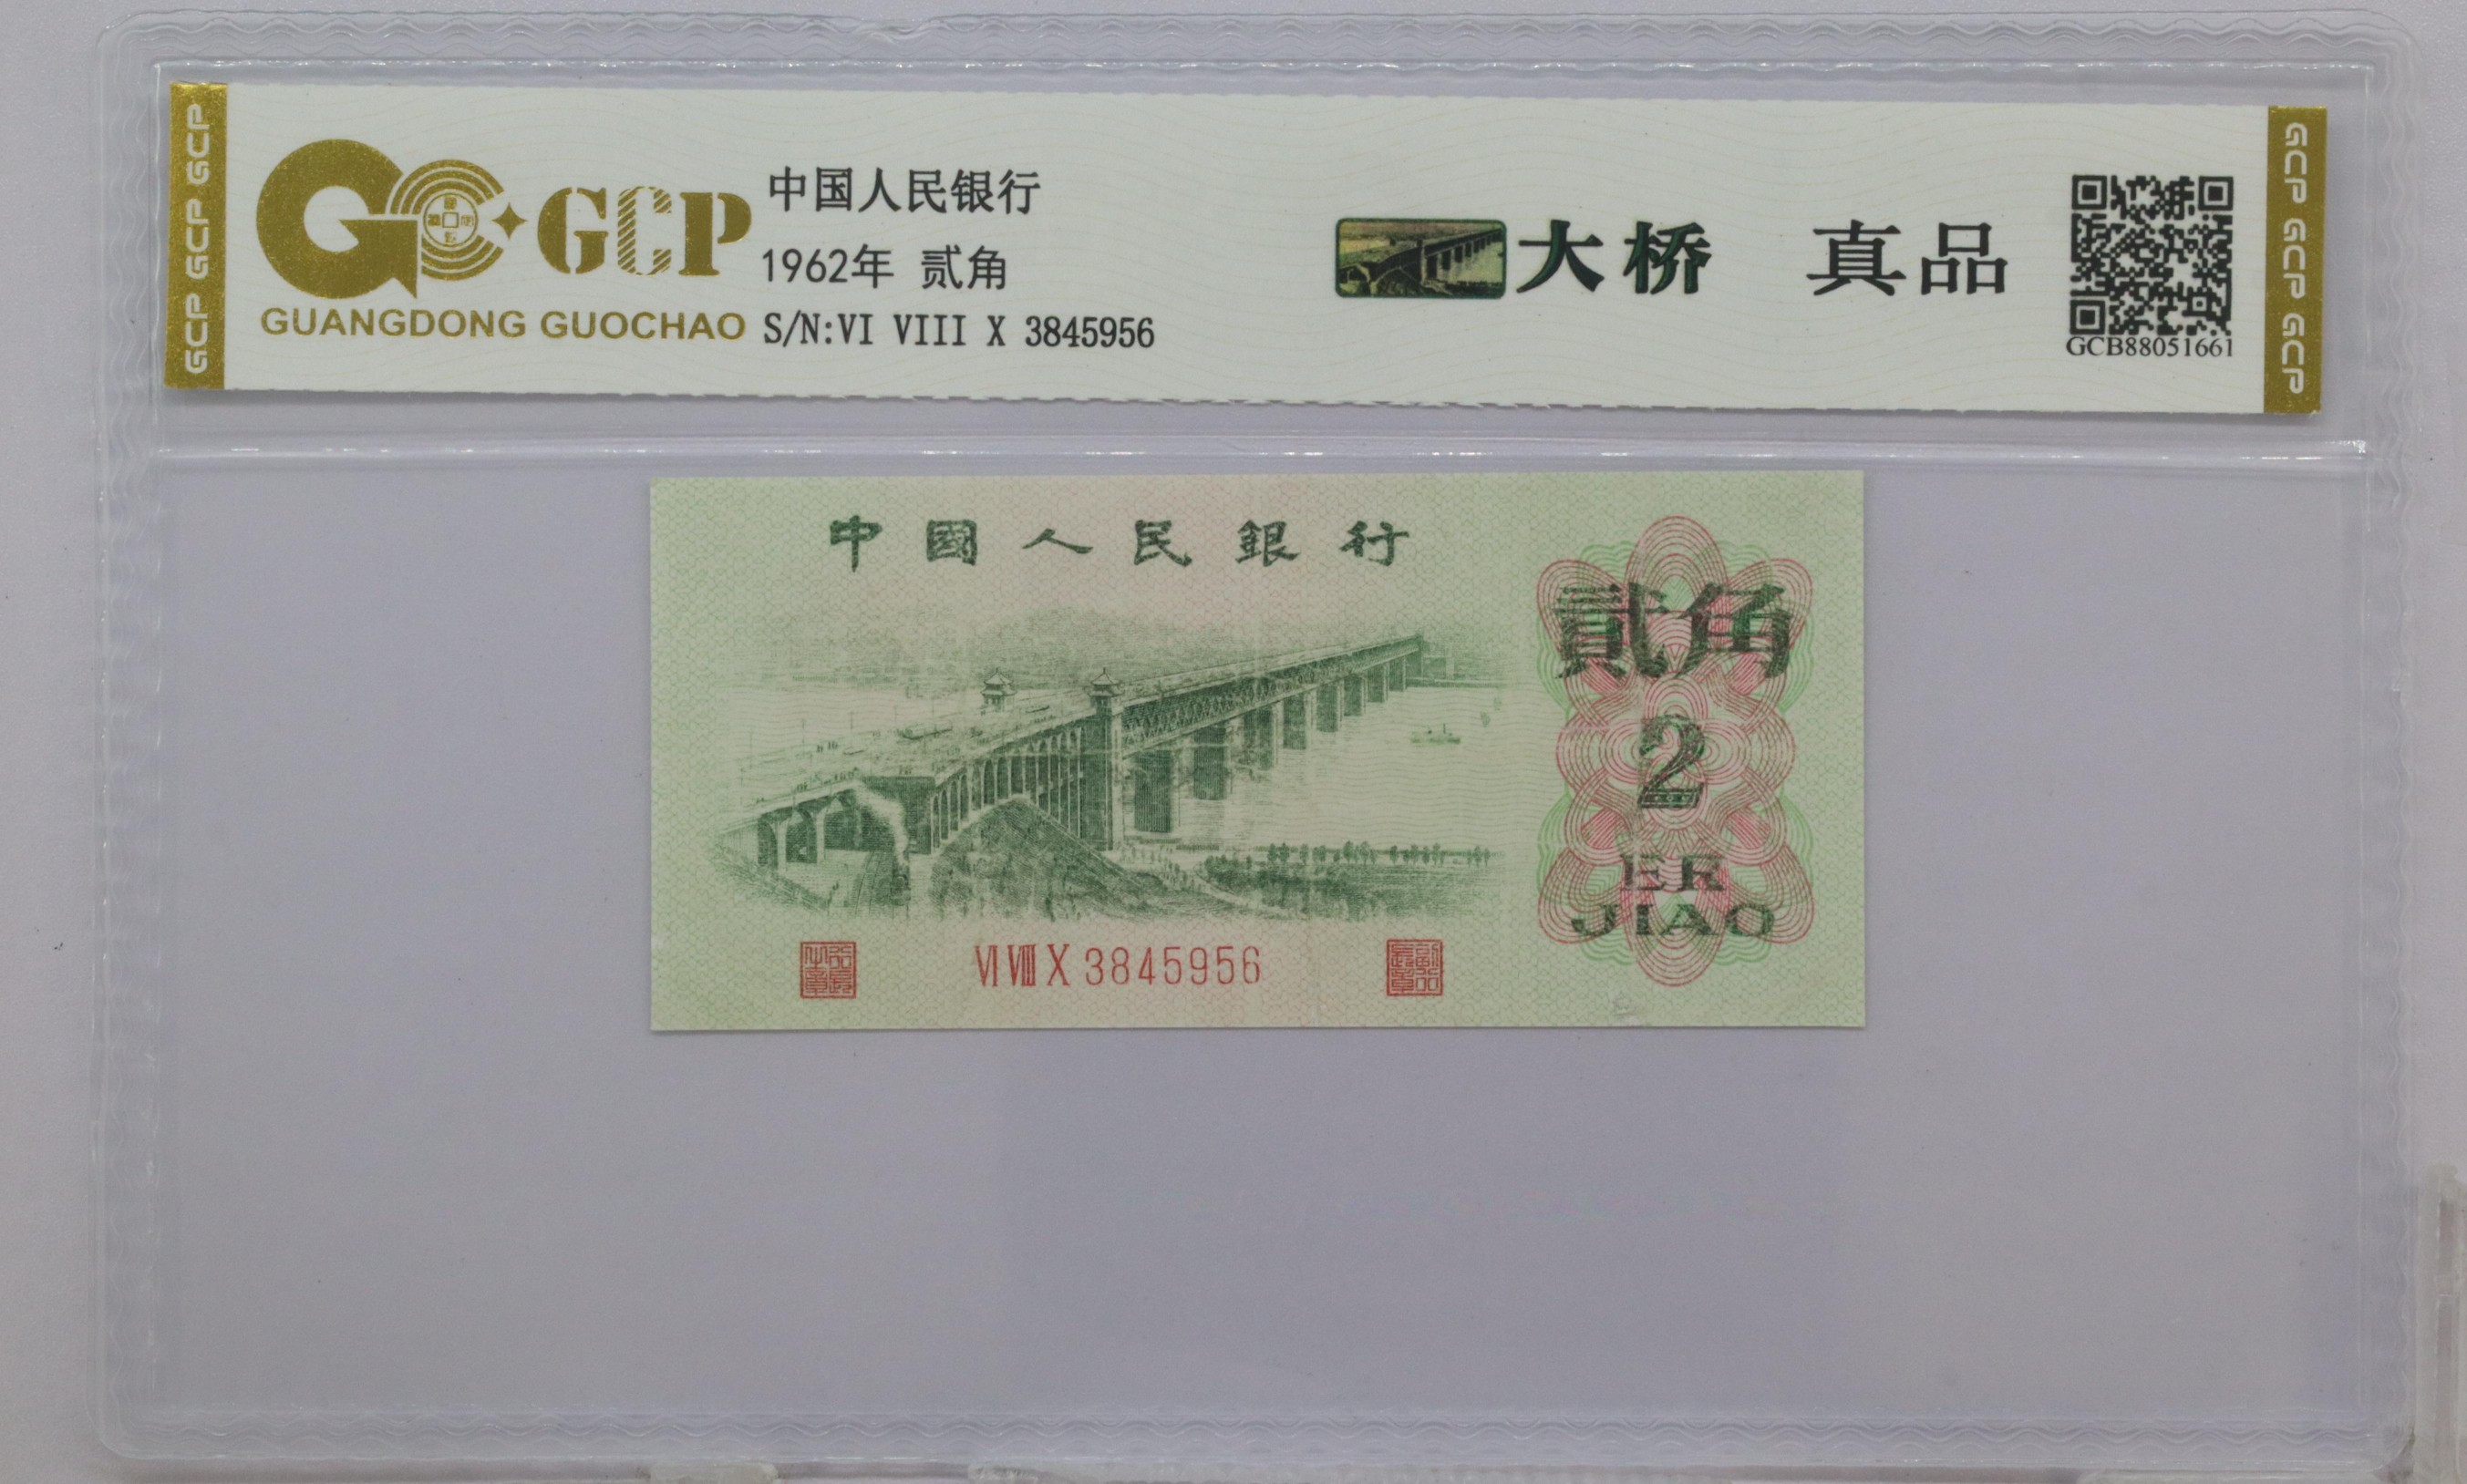 GCP GCP GCP
GCP
中国人民银行
1962年 贰角
GUANGDONG GUOCHAO
S/N:VI VIII X 3845956
大桥 真品
GCB88051661
GCP GCP GCP
中國人民銀行
貳角
2
ER
JIAO
VI VIII X 3845956